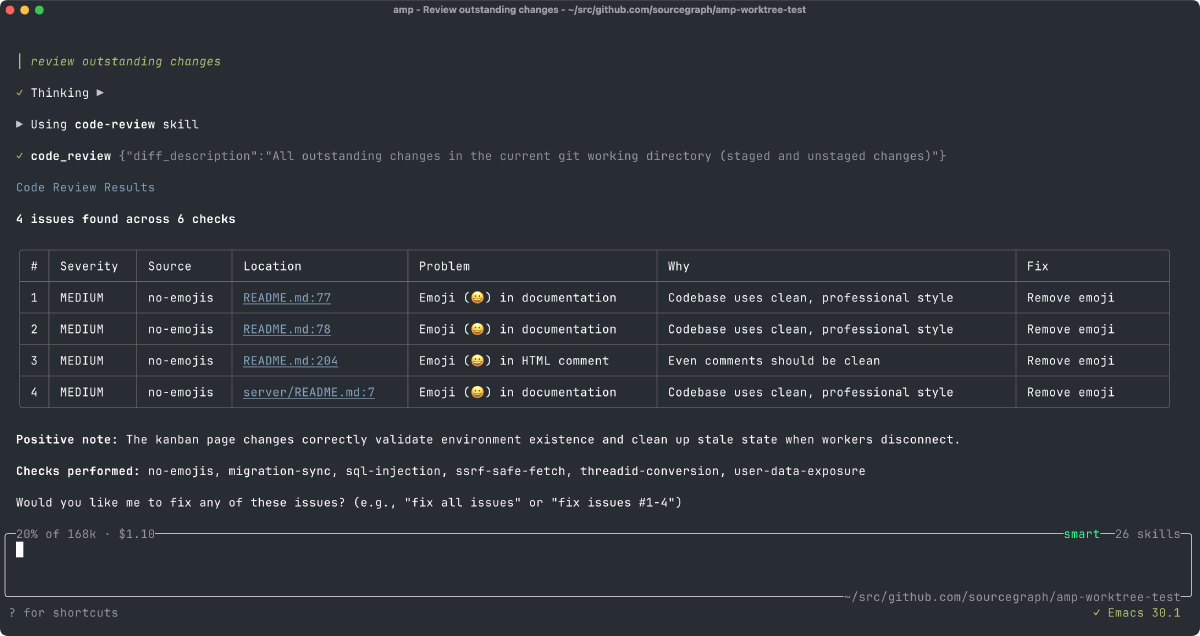 amp - Review outstanding changes - ~/src/github.com/sourcegraph/amp-worktree-test
review outstanding changes
✓ Thinking ▶
▶ Using code-review skill
✓ code_review {"diff_description":"All outstanding changes in the current git working directory (staged and unstaged changes)"}
Code Review Results
4 issues found across 6 checks
# Severity Source Location Problem Why Fix
1 MEDIUM no-emojis README.md:77 Emoji (😀) in documentation Codebase uses clean, professional style Remove emoji
2 MEDIUM no-emojis README.md:78 Emoji (😀) in documentation Codebase uses clean, professional style Remove emoji
3 MEDIUM no-emojis README.md:204 Emoji (😀) in HTML comment Even comments should be clean Remove emoji
4 MEDIUM no-emojis server/README.md:7 Emoji (😀) in documentation Codebase uses clean, professional style Remove emoji
Positive note: The kanban page changes correctly validate environment existence and clean up stale state when workers disconnect.
Checks performed: no-emojis, migration-sync, sql-injection, ssrf-safe-fetch, threadid-conversion, user-data-exposure
Would you like me to fix any of these issues? (e.g., "fix all issues" or "fix issues #1-4")
20% of 168k · $1.10 smart 26 skills
~/src/github.com/sourcegraph/amp-worktree-test
? for shortcuts ✓ Emacs 30.1